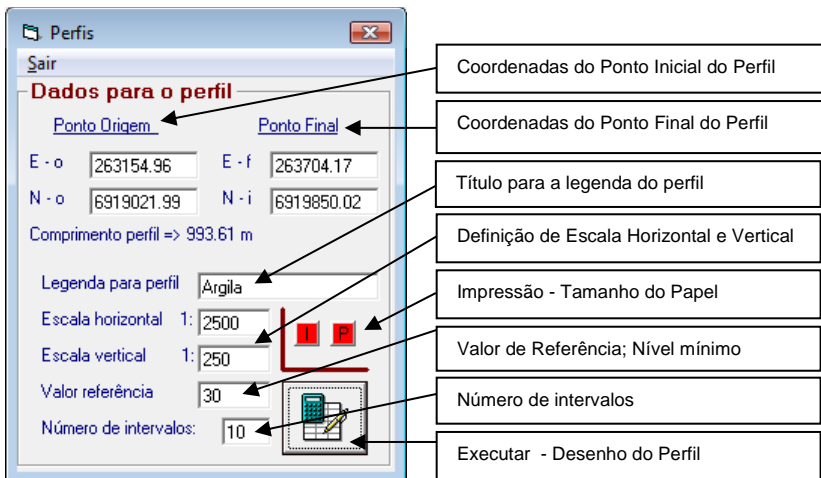 Perfis
Sair
Dados para o perfil
Ponto Origem Ponto Final
E - o 263154.96 E - f 263704.17
N - o 6919021.99 N - i 6919850.02
Comprimento perfil => 993.61 m
Legenda para perfil Argila
Escala horizontal 1: 2500
I P
Escala vertical 1: 250
Valor referência 30
Número de intervalos: 10
Coordenadas do Ponto Inicial do Perfil
Coordenadas do Ponto Final do Perfil
Título para a legenda do perfil
Definição de Escala Horizontal e Vertical
Impressão - Tamanho do Papel
Valor de Referência; Nível mínimo
Número de intervalos
Executar - Desenho do Perfil